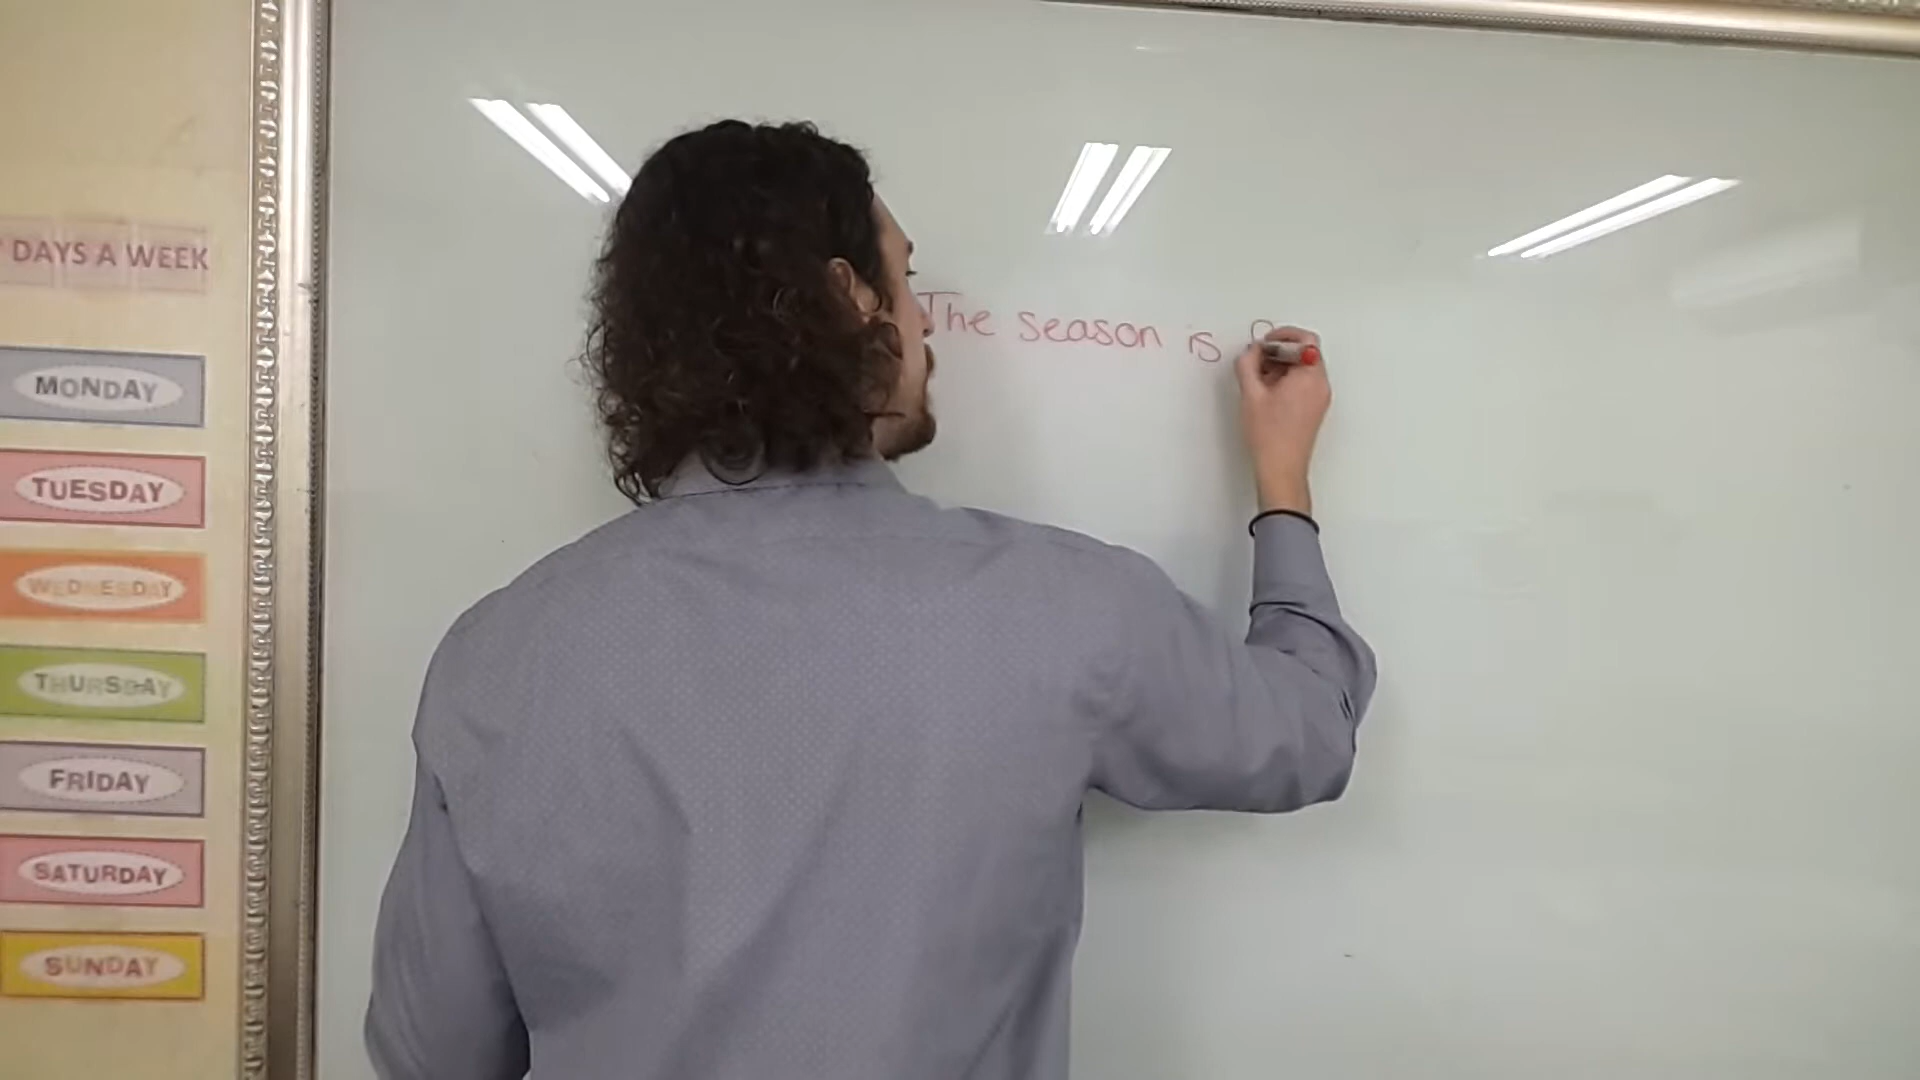 DAYS A WEEK
MONDAY
TUESDAY
WEDNESDAY
THURSDAY
FRIDAY
SATURDAY
SUNDAY
The season is